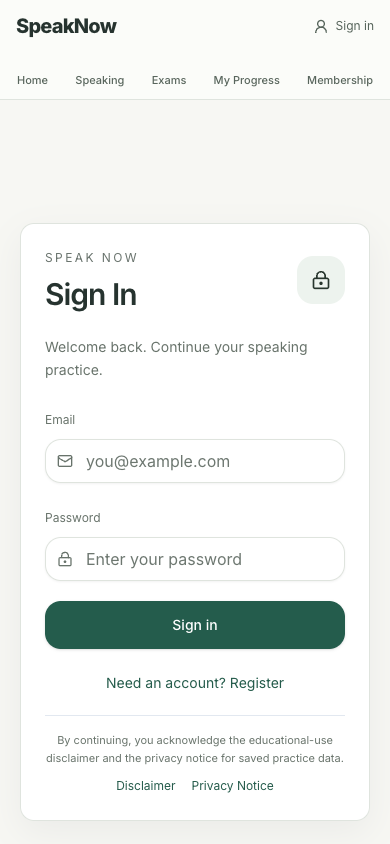 SpeakNow
Sign in
Home Speaking Exams My Progress Membership
SPEAK NOW
Sign In
Welcome back. Continue your speaking
practice.
Email
you@example.com
Password
Enter your password
Sign in
Need an account? Register
By continuing, you acknowledge the educational-use
disclaimer and the privacy notice for saved practice data.
Disclaimer Privacy Notice